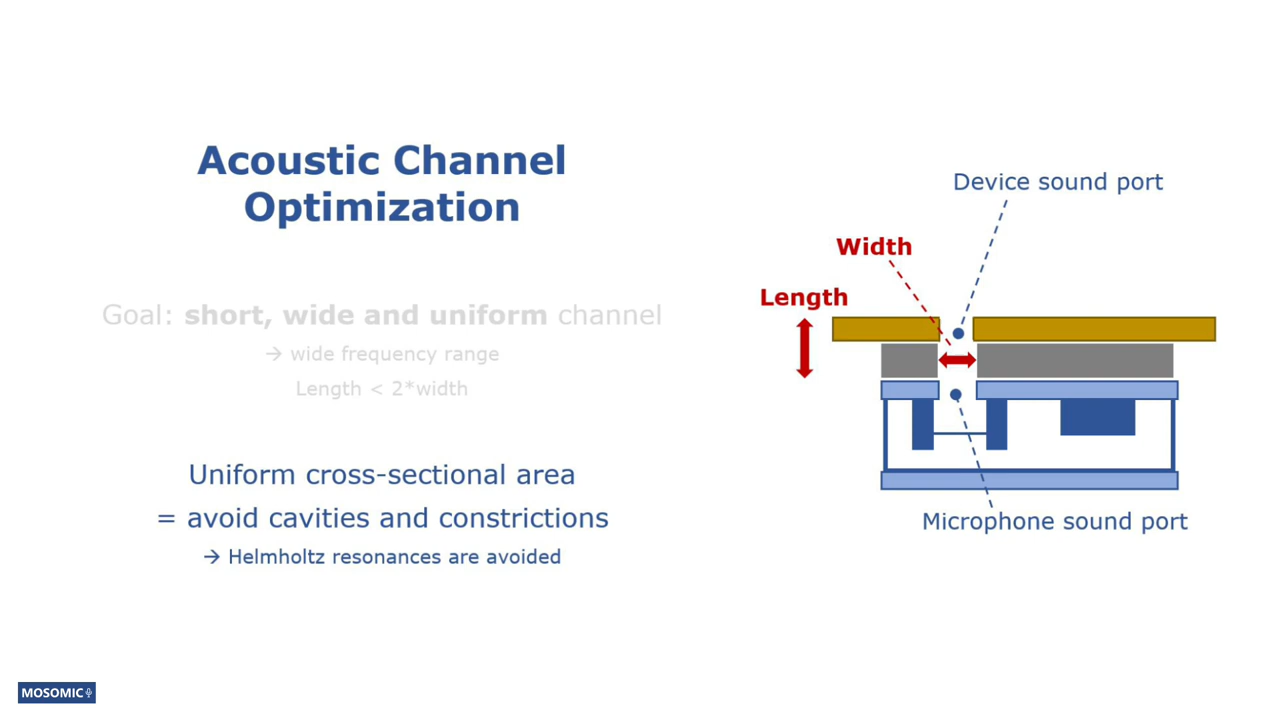 Acoustic Channel
Optimization
Goal: short, wide and uniform channel
→ wide frequency range
Length < 2*width
Uniform cross-sectional area
= avoid cavities and constrictions
→ Helmholtz resonances are avoided
Device sound port
Width
Length
Microphone sound port
MOSOMIC